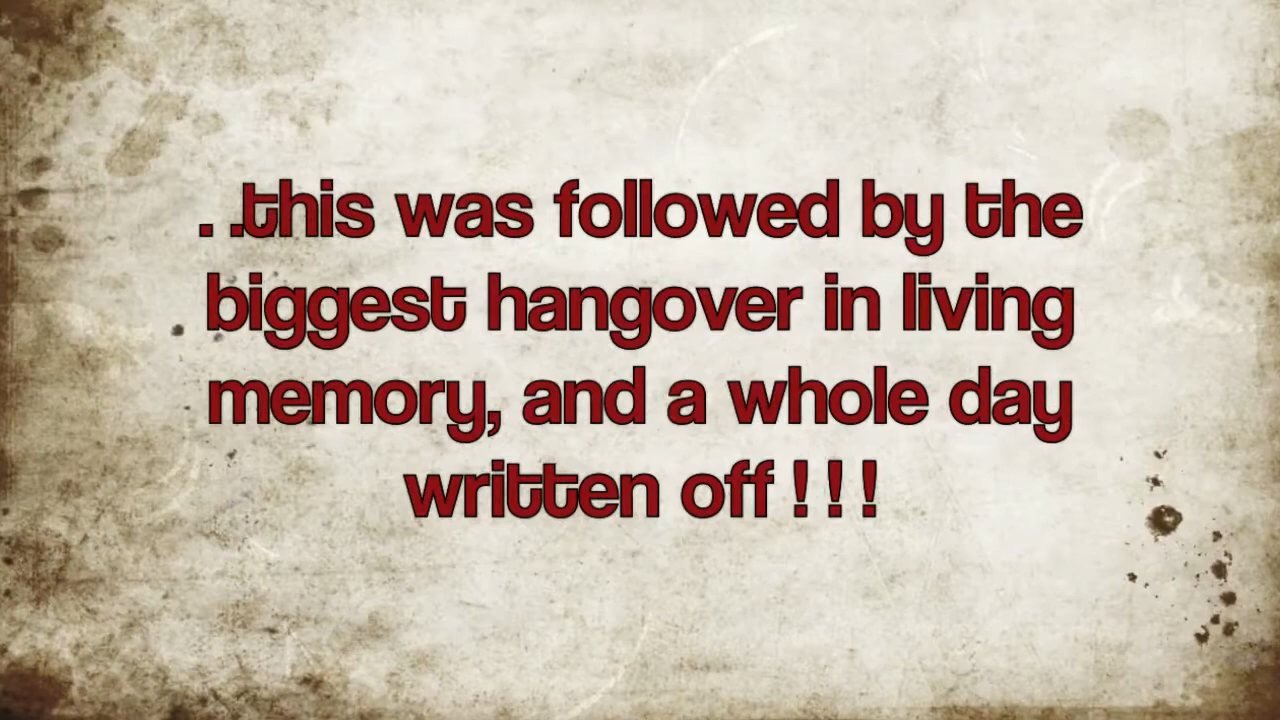 . .this was followed by the
biggest hangover in living
memory, and a whole day
written off ! ! !